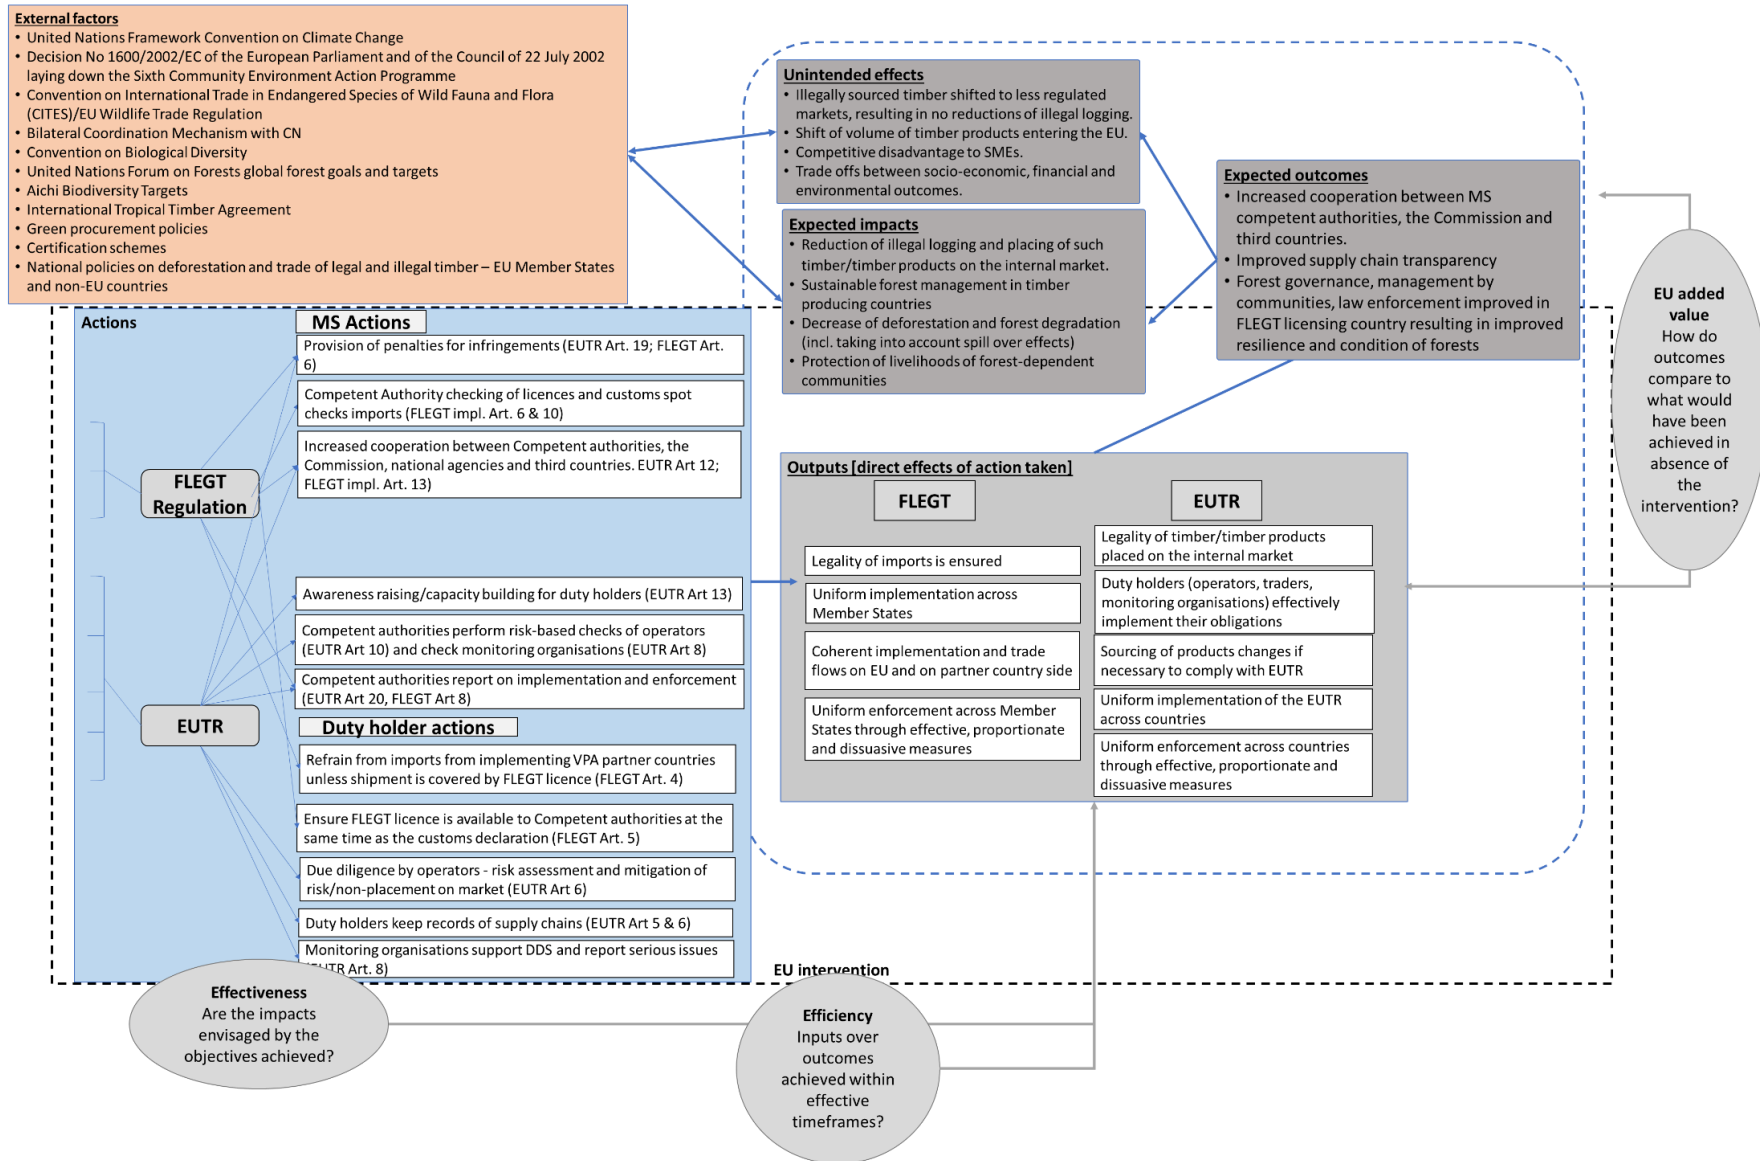 External factors
• United Nations Framework Convention on Climate Change
• Decision No 1600/2002/EC of the European Parliament and of the Council of 22 July 2002
laying down the Sixth Community Environment Action Programme
• Convention on International Trade in Endangered Species of Wild Fauna and Flora
(CITES)/EU Wildlife Trade Regulation
• Bilateral Coordination Mechanism with CN
• Convention on Biological Diversity
• United Nations Forum on Forests global forest goals and targets
• Aichi Biodiversity Targets
• International Tropical Timber Agreement
• Green procurement policies
• Certification schemes
• National policies on deforestation and trade of legal and illegal timber – EU Member States
and non-EU countries
Unintended effects
• Illegally sourced timber shifted to less regulated
markets, resulting in no reductions of illegal logging.
• Shift of volume of timber products entering the EU.
• Competitive disadvantage to SMEs.
• Trade offs between socio-economic, financial and
environmental outcomes.
Expected impacts
• Reduction of illegal logging and placing of such
timber/timber products on the internal market.
• Sustainable forest management in timber
producing countries
• Decrease of deforestation and forest degradation
(incl. taking into account spill over effects)
• Protection of livelihoods of forest-dependent
communities
Expected outcomes
• Increased cooperation between MS
competent authorities, the Commission and
third countries.
• Improved supply chain transparency
• Forest governance, management by
communities, law enforcement improved in
FLEGT licensing country resulting in improved
resilience and condition of forests
EU added
value
How do
outcomes
compare to
what would
have been
achieved in
absence of
the
intervention?
Actions
MS Actions
Provision of penalties for infringements (EUTR Art. 19; FLEGT Art.
6)
Competent Authority checking of licences and customs spot
checks imports (FLEGT impl. Art. 6 & 10)
Increased cooperation between Competent authorities, the
Commission, national agencies and third countries. EUTR Art 12;
FLEGT impl. Art. 13)
FLEGT
Regulation
Awareness raising/capacity building for duty holders (EUTR Art 13)
Competent authorities perform risk-based checks of operators
(EUTR Art 10) and check monitoring organisations (EUTR Art 8)
Competent authorities report on implementation and enforcement
(EUTR Art 20, FLEGT Art 8)
EUTR
Duty holder actions
Refrain from imports from implementing VPA partner countries
unless shipment is covered by FLEGT licence (FLEGT Art. 4)
Ensure FLEGT licence is available to Competent authorities at the
same time as the customs declaration (FLEGT Art. 5)
Due diligence by operators - risk assessment and mitigation of
risk/non-placement on market (EUTR Art 6)
Duty holders keep records of supply chains (EUTR Art 5 & 6)
Monitoring organisations support DDS and report serious issues
(EUTR Art. 8)
Outputs [direct effects of action taken]
FLEGT
Legality of imports is ensured
Uniform implementation across
Member States
Coherent implementation and trade
flows on EU and on partner country side
Uniform enforcement across Member
States through effective, proportionate
and dissuasive measures
EUTR
Legality of timber/timber products
placed on the internal market
Duty holders (operators, traders,
monitoring organisations) effectively
implement their obligations
Sourcing of products changes if
necessary to comply with EUTR
Uniform implementation of the EUTR
across countries
Uniform enforcement across countries
through effective, proportionate and
dissuasive measures
EU intervention
Effectiveness
Are the impacts
envisaged by the
objectives achieved?
Efficiency
Inputs over
outcomes
achieved within
effective
timeframes?